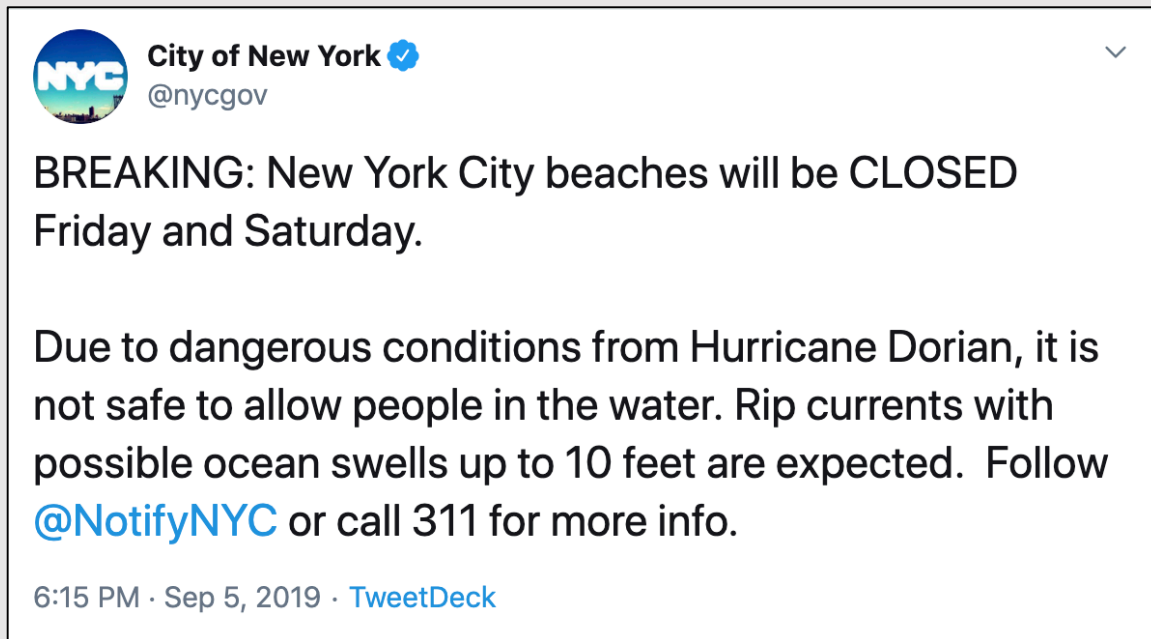 NYC
City of New York
@nycgov
BREAKING: New York City beaches will be CLOSED
Friday and Saturday.
Due to dangerous conditions from Hurricane Dorian, it is
not safe to allow people in the water. Rip currents with
possible ocean swells up to 10 feet are expected.  Follow
@NotifyNYC or call 311 for more info.
6:15 PM · Sep 5, 2019 · TweetDeck